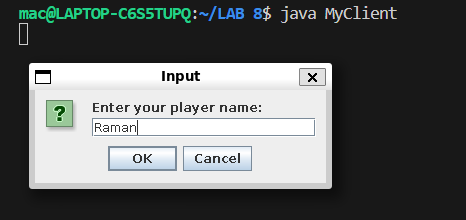 mac@LAPTOP-C6S5TUPQ:~/LAB 8$ java MyClient
Input
?
Enter your player name:
Raman
OK Cancel